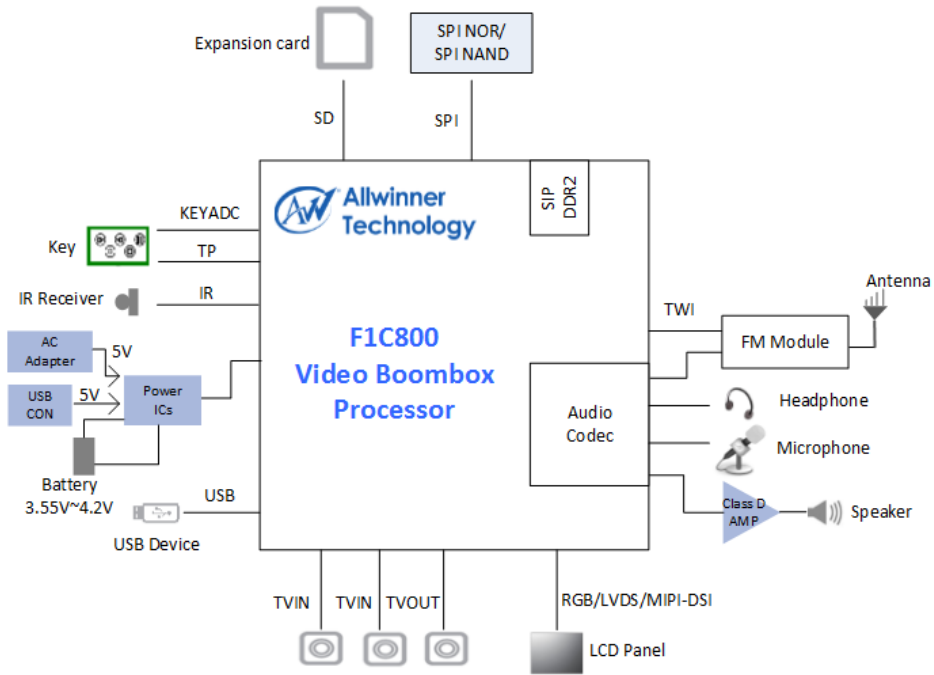 Expansion card
SPI NOR/
SPI NAND
SD
SPI
SIP
DDR2
Allwinner
Technology
KEYADC
Key
TP
IR Receiver
IR
Antenna
TWI
FM Module
F1C800
Video Boombox
Processor
AC
Adapter
5V
USB
CON
5V
Power
ICs
Audio
Codec
Headphone
Microphone
Battery
3.55V~4.2V
USB
USB Device
Class D
AMP
Speaker
TVIN
TVIN
TVOUT
RGB/LVDS/MIPI-DSI
LCD Panel